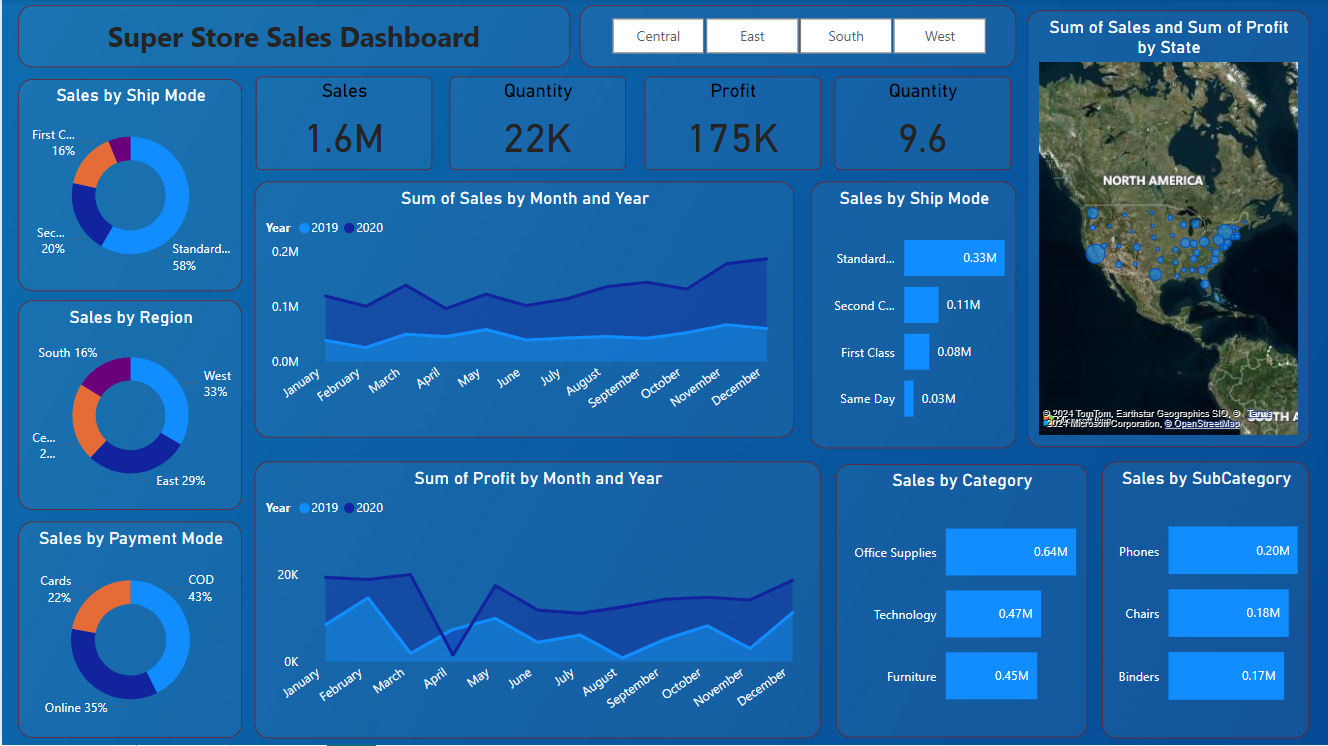 Super Store Sales Dashboard
Central
East
South
West
Sum of Sales and Sum of Profit
by State
Sales by Ship Mode
First C...
16%
Sec...
20%
Standard...
58%
Sales
1.6M
Quantity
22K
Profit
175K
Quantity
9.6
Sum of Sales by Month and Year
Year 2019 2020
0.2M
0.1M
0.0M
January
February
March
April
May
June
July
August
September
October
November
December
Sales by Ship Mode
Standard... 0.33M
Second C... 0.11M
First Class 0.08M
Same Day 0.03M
NORTH AMERICA
SOUTH A
© 2024 TomTom, Earthstar Geographics SIO, © Terms
2024 Microsoft Corporation, © OpenStreetMap
Sales by Region
South 16%
West
33%
Ce...
2...
East 29%
Sum of Profit by Month and Year
Year 2019 2020
20K
0K
January
February
March
April
May
June
July
August
September
October
November
December
Sales by Category
Office Supplies 0.64M
Technology 0.47M
Furniture 0.45M
Sales by SubCategory
Phones 0.20M
Chairs 0.18M
Binders 0.17M
Sales by Payment Mode
Cards
22%
COD
43%
Online 35%